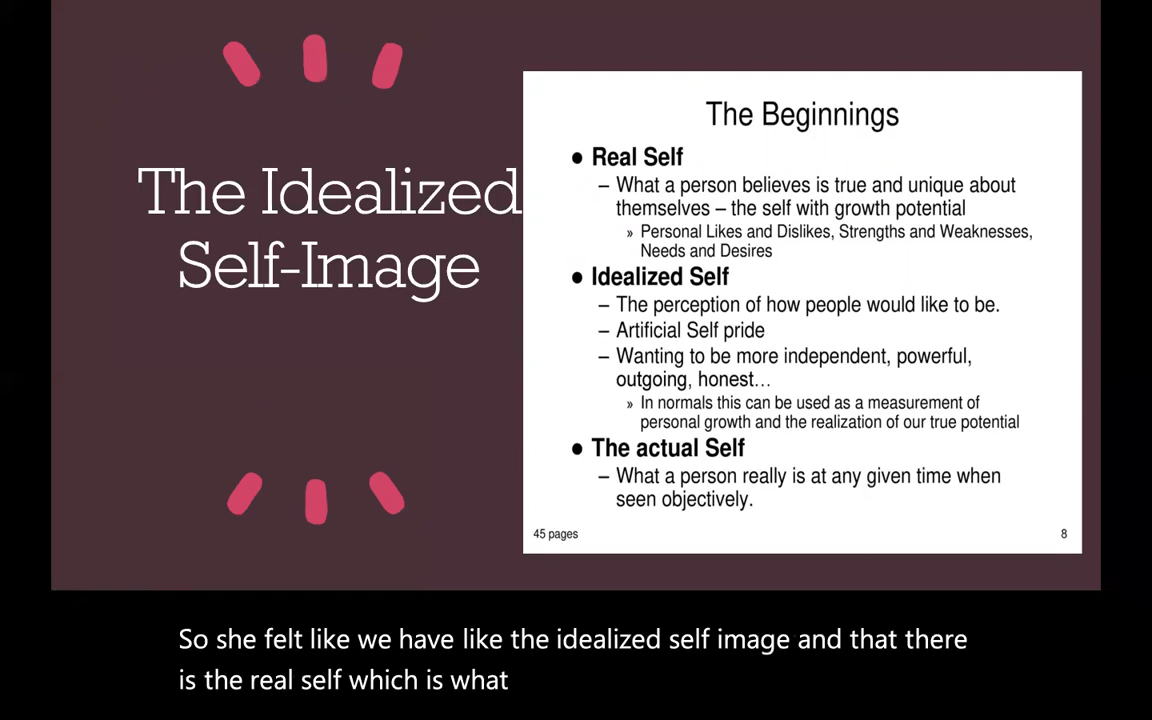 The Idealized
Self-Image
The Beginnings
● Real Self
– What a person believes is true and unique about
themselves – the self with growth potential
» Personal Likes and Dislikes, Strengths and Weaknesses,
Needs and Desires
● Idealized Self
– The perception of how people would like to be.
– Artificial Self pride
– Wanting to be more independent, powerful,
outgoing, honest…
» In normals this can be used as a measurement of
personal growth and the realization of our true potential
● The actual Self
– What a person really is at any given time when
seen objectively.
45 pages
8
So she felt like we have like the idealized self image and that there
is the real self which is what